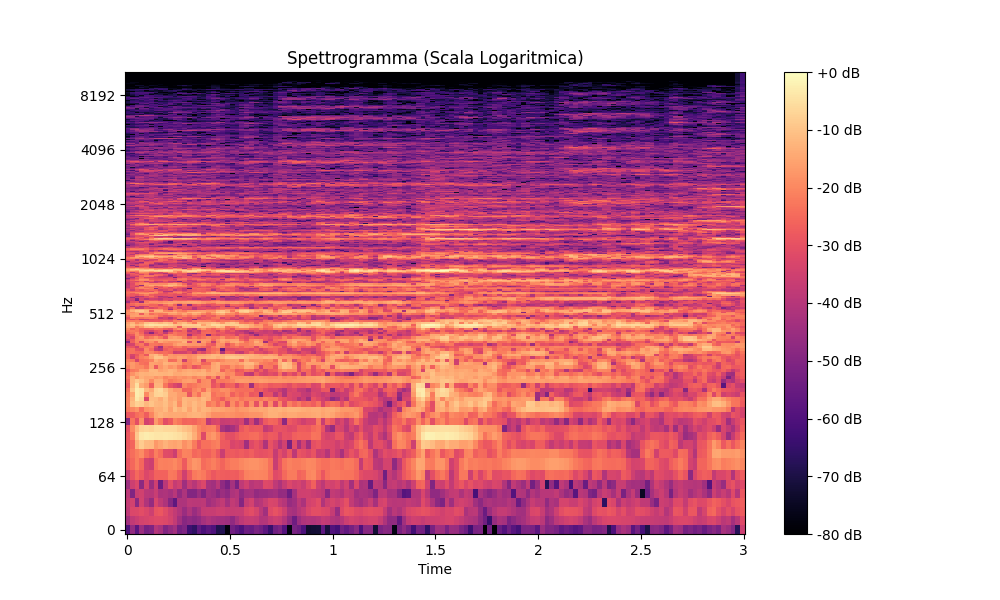 Spettrogramma (Scala Logaritmica)
Hz
8192
4096
2048
1024
512
256
128
64
0
0 0.5 1 1.5 2 2.5 3
Time
+0 dB
-10 dB
-20 dB
-30 dB
-40 dB
-50 dB
-60 dB
-70 dB
-80 dB